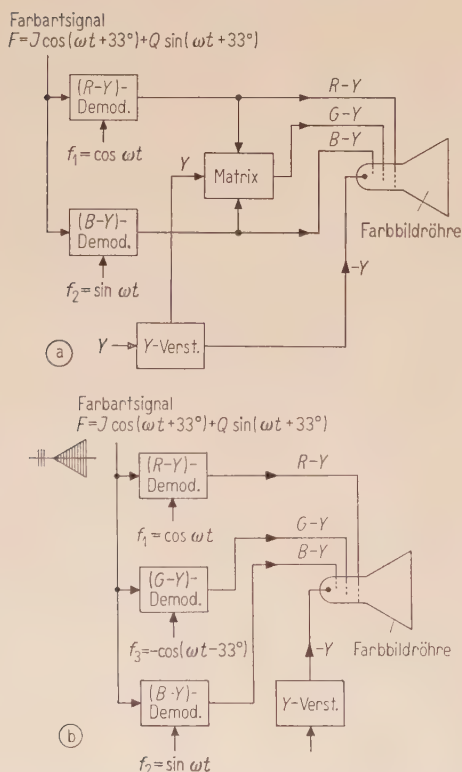 Farbartsignal
F=Jcos(ωt+33°)+Q sin(ωt+33°)
(R-Y)-
Demod.
R-Y
G-Y
B-Y
f₁=cos ωt
Y
Matrix
(B-Y)-
Demod.
Farbbildröhre
f₂=sin ωt
-Y
Y
Y-Verst.
a
Farbartsignal
F=Jcos(ωt+33°)+Q sin(ωt+33°)
(R-Y)-
Demod.
R-Y
f₁=cos ωt
G-Y
B-Y
(G-Y)-
Demod.
f₃=-cos(ωt-33°)
-Y
Farbbildröhre
(B-Y)-
Demod.
Y-Verst.
b
f₂=sin ωt